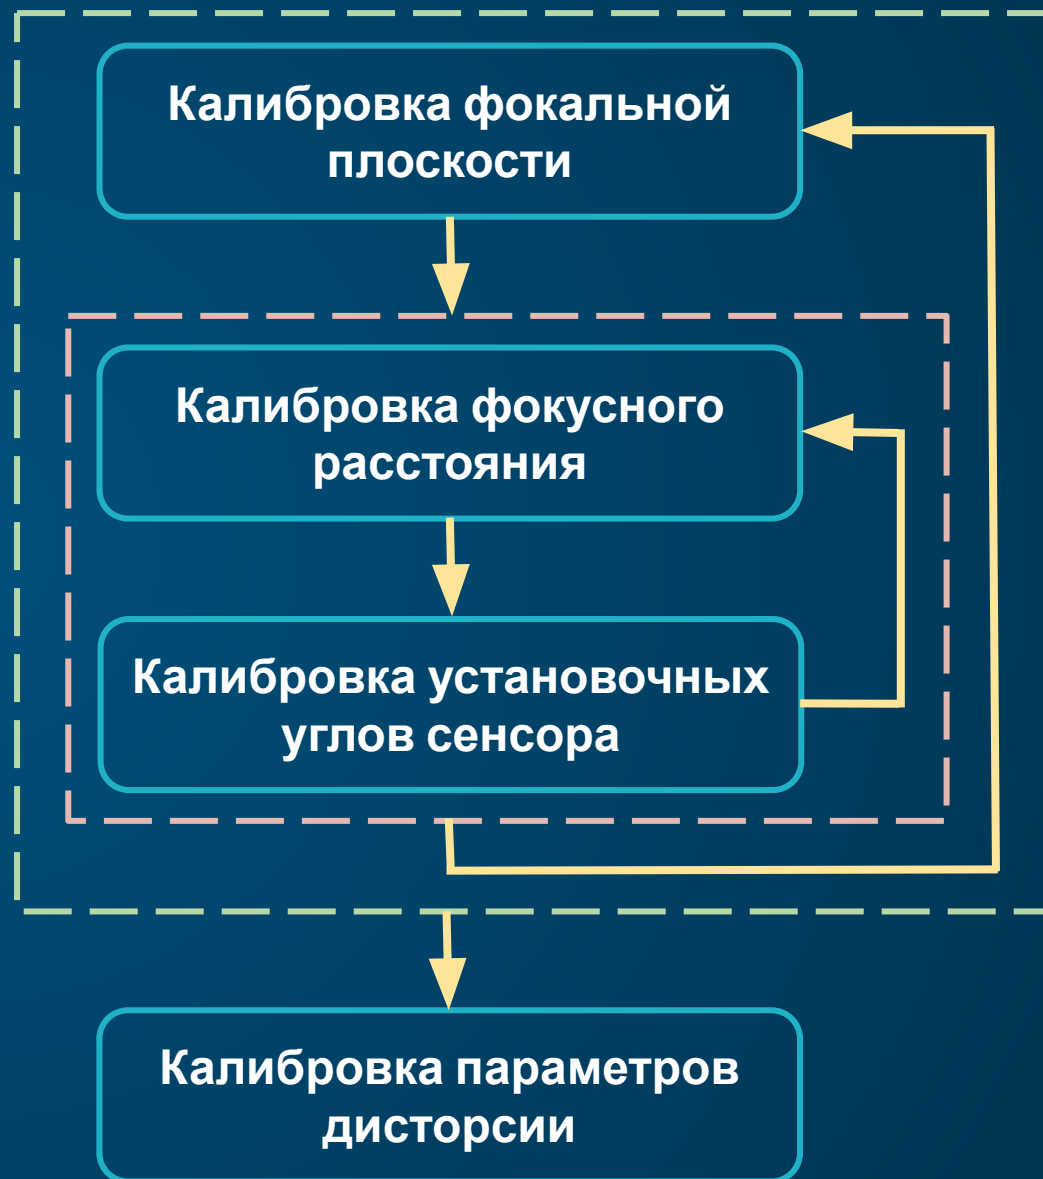 Калибровка фокальной
плоскости
Калибровка фокусного
расстояния
Калибровка установочных
углов сенсора
Калибровка параметров
дисторсии